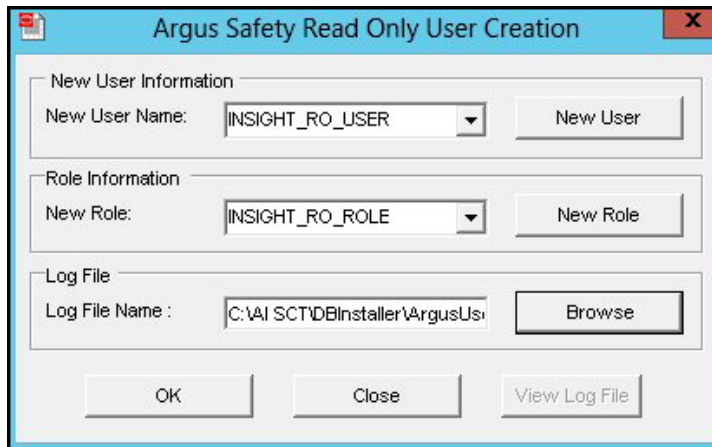 Argus Safety Read Only User Creation
X
New User Information
New User Name: INSIGHT_RO_USER New User
Role Information
New Role: INSIGHT_RO_ROLE New Role
Log File
Log File Name : C:\AI SCT\DBInstaller\ArgusUs Browse
OK Close View Log File